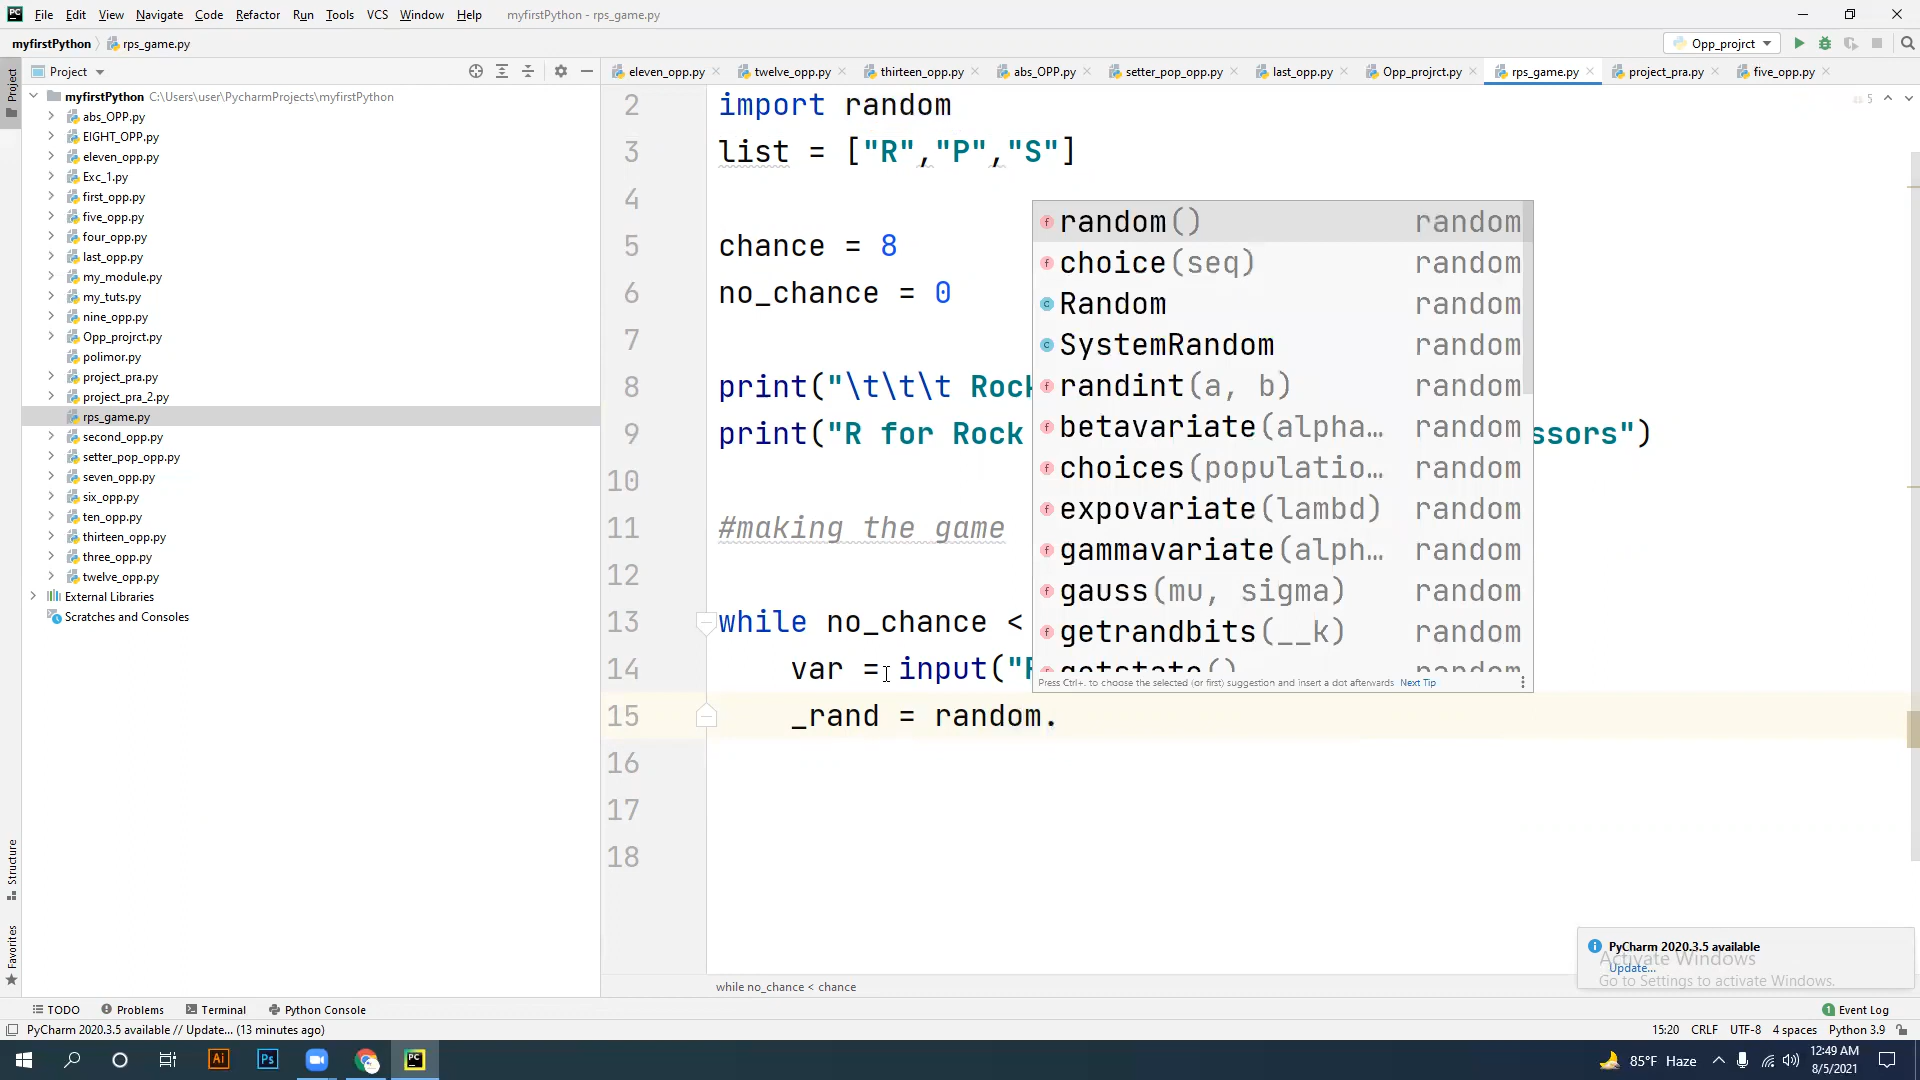 File Edit View Navigate Code Refactor Run Tools VCS Window Help myfirstPython - rps_game.py
myfirstPython rps_game.py Opp_projrct
Project
Project
eleven_opp.py twelve_opp.py thirteen_opp.py abs_OPP.py setter_pop_opp.py last_opp.py Opp_projrct.py rps_game.py project_pra.py five_opp.py
myfirstPython C:\Users\user\PycharmProjects\myfirstPython
abs_OPP.py
EIGHT_OPP.py
eleven_opp.py
Exc_1.py
first_opp.py
five_opp.py
four_opp.py
last_opp.py
my_module.py
my_tuts.py
nine_opp.py
Opp_projrct.py
polimor.py
project_pra.py
project_pra_2.py
rps_game.py
second_opp.py
setter_pop_opp.py
seven_opp.py
six_opp.py
ten_opp.py
thirteen_opp.py
three_opp.py
twelve_opp.py
External Libraries
Scratches and Consoles
5
2 import random
3 list = ["R","P","S"]
4
5 chance = 8
6 no_chance = 0
7
8 print("\t\t\t Rock
9 print("R for Rock ssors")
10
11 #making the game
12
13 while no_chance <
14 var = input("
15 _rand = random.
16
17
18
random() random
choice(seq) random
Random random
SystemRandom random
randint(a, b) random
betavariate(alpha… random
choices(populatio… random
expovariate(lambd) random
gammavariate(alph… random
gauss(mu, sigma) random
getrandbits(__k) random
getstate() random
Press Ctrl+. to choose the selected (or first) suggestion and insert a dot afterwards Next Tip
while no_chance < chance
Structure
Favorites
PyCharm 2020.3.5 available
Update...
Activate Windows
Go to Settings to activate Windows.
TODO Problems Terminal Python Console 1 Event Log
PyCharm 2020.3.5 available // Update... (13 minutes ago) 15:20 CRLF UTF-8 4 spaces Python 3.9
Ai Ps PC 85°F Haze 12:49 AM
8/5/2021